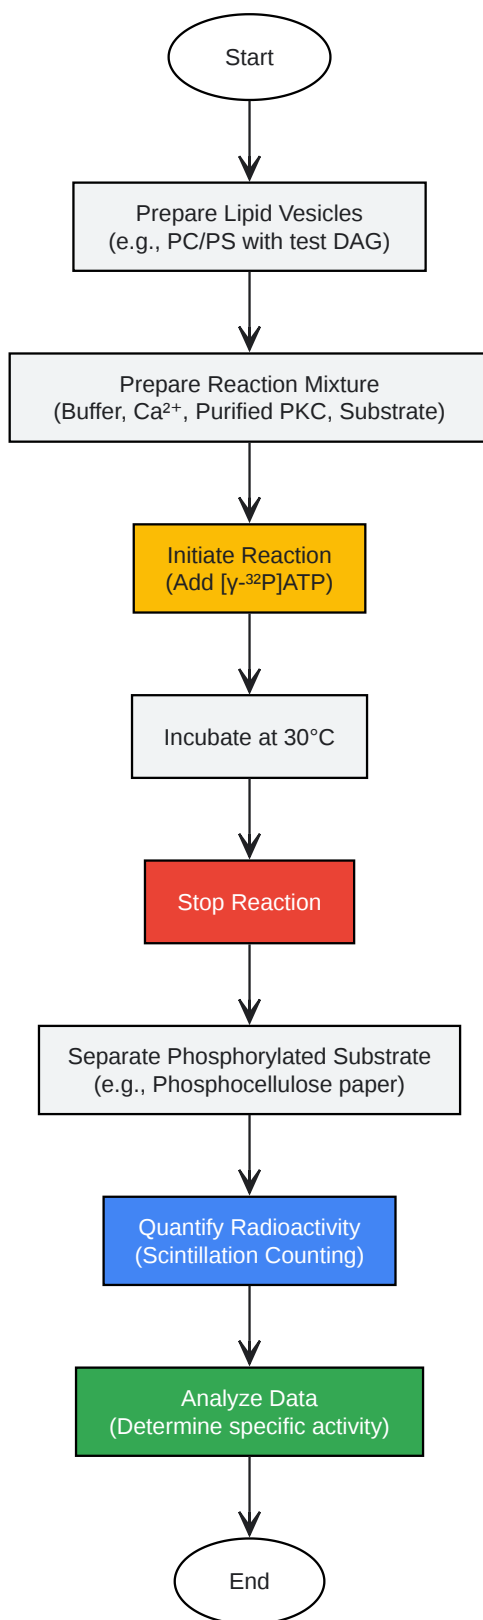 Start
Prepare Lipid Vesicles
(e.g., PC/PS with test DAG)
Prepare Reaction Mixture
(Buffer, Ca²⁺, Purified PKC, Substrate)
Initiate Reaction
(Add [γ-³²P]ATP)
Incubate at 30°C
Stop Reaction
Separate Phosphorylated Substrate
(e.g., Phosphocellulose paper)
Quantify Radioactivity
(Scintillation Counting)
Analyze Data
(Determine specific activity)
End